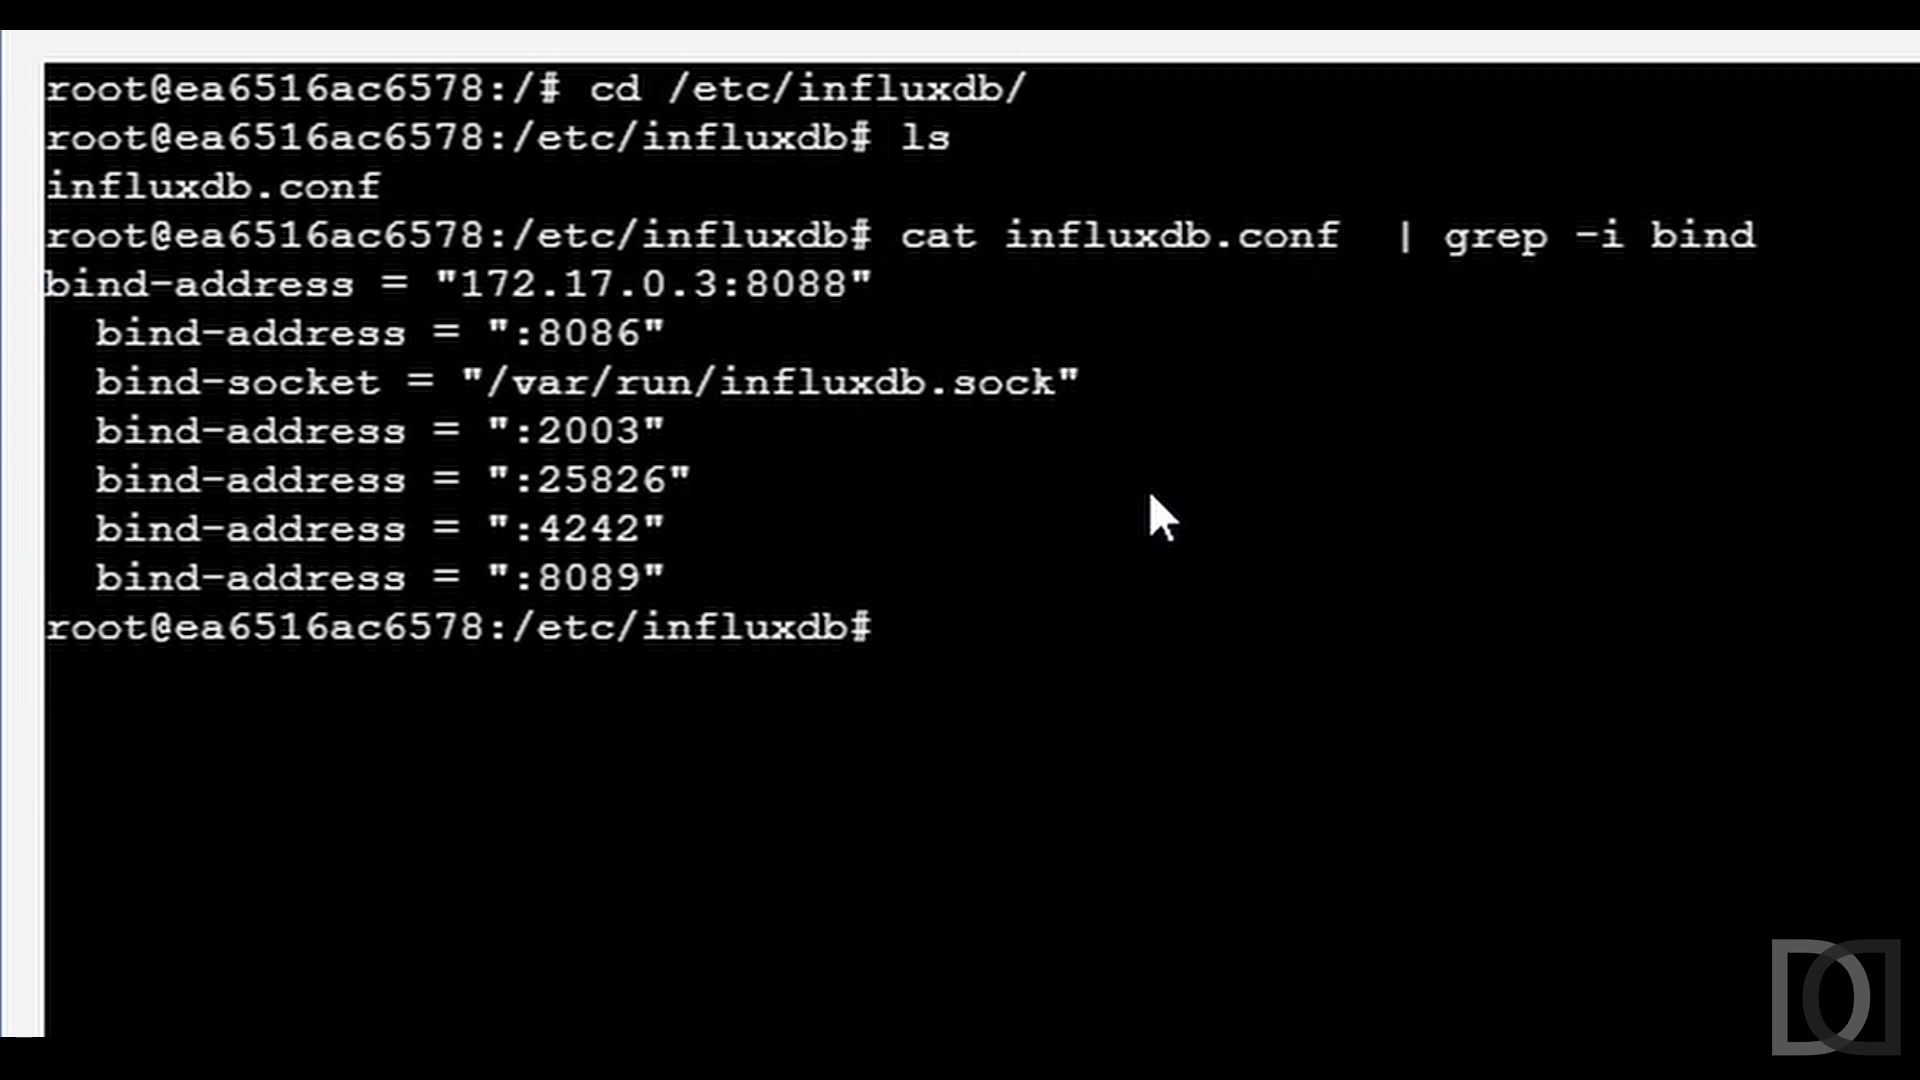 root@ea6516ac6578:/# cd /etc/influxdb/
root@ea6516ac6578:/etc/influxdb# ls
influxdb.conf
root@ea6516ac6578:/etc/influxdb# cat influxdb.conf  | grep -i bind
bind-address = "172.17.0.3:8088"
  bind-address = ":8086"
  bind-socket = "/var/run/influxdb.sock"
  bind-address = ":2003"
  bind-address = ":25826"
  bind-address = ":4242"
  bind-address = ":8089"
root@ea6516ac6578:/etc/influxdb#